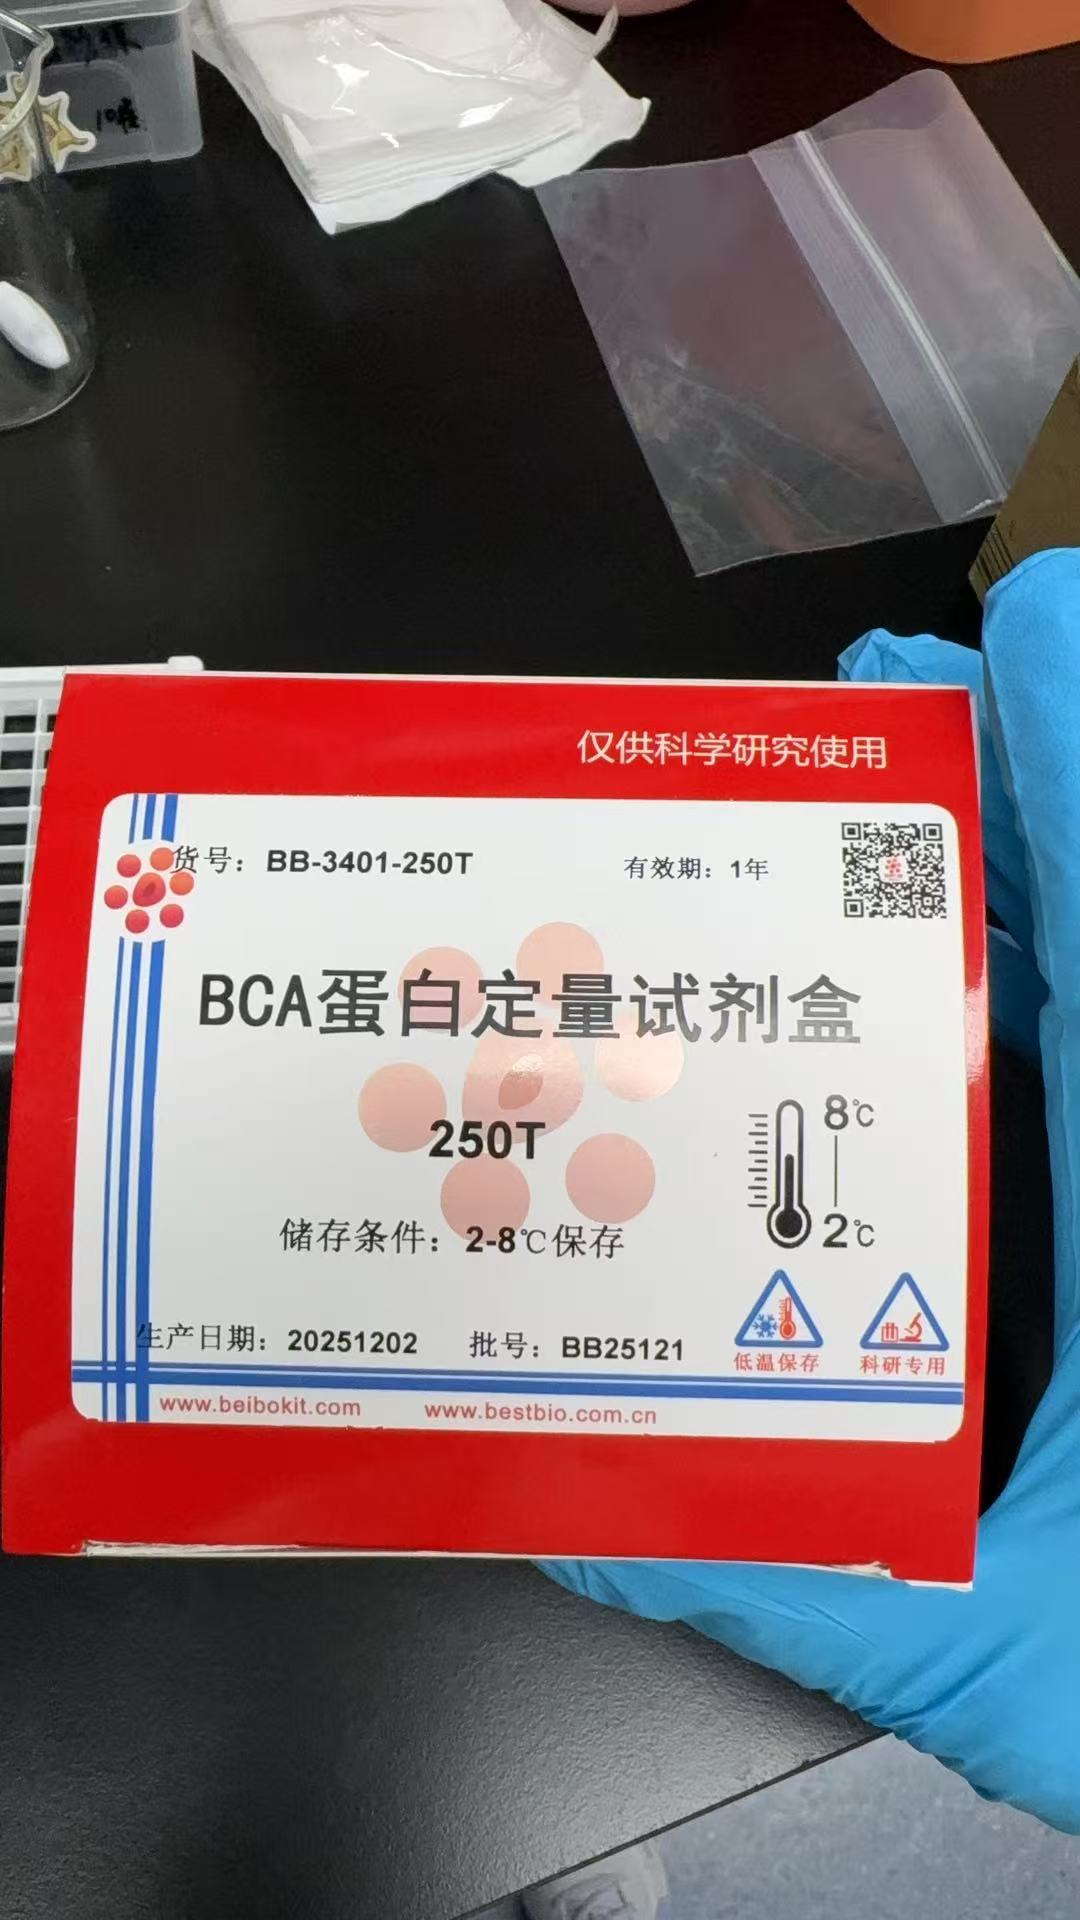 10唯
仅供科学研究使用
货号：BB-3401-250T
有效期：1年
BCA蛋白定量试剂盒
250T
8℃
2℃
储存条件：2-8℃保存
生产日期：20251202 批号：BB25121
低温保存
科研专用
www.beibokit.com www.bestbio.com.cn